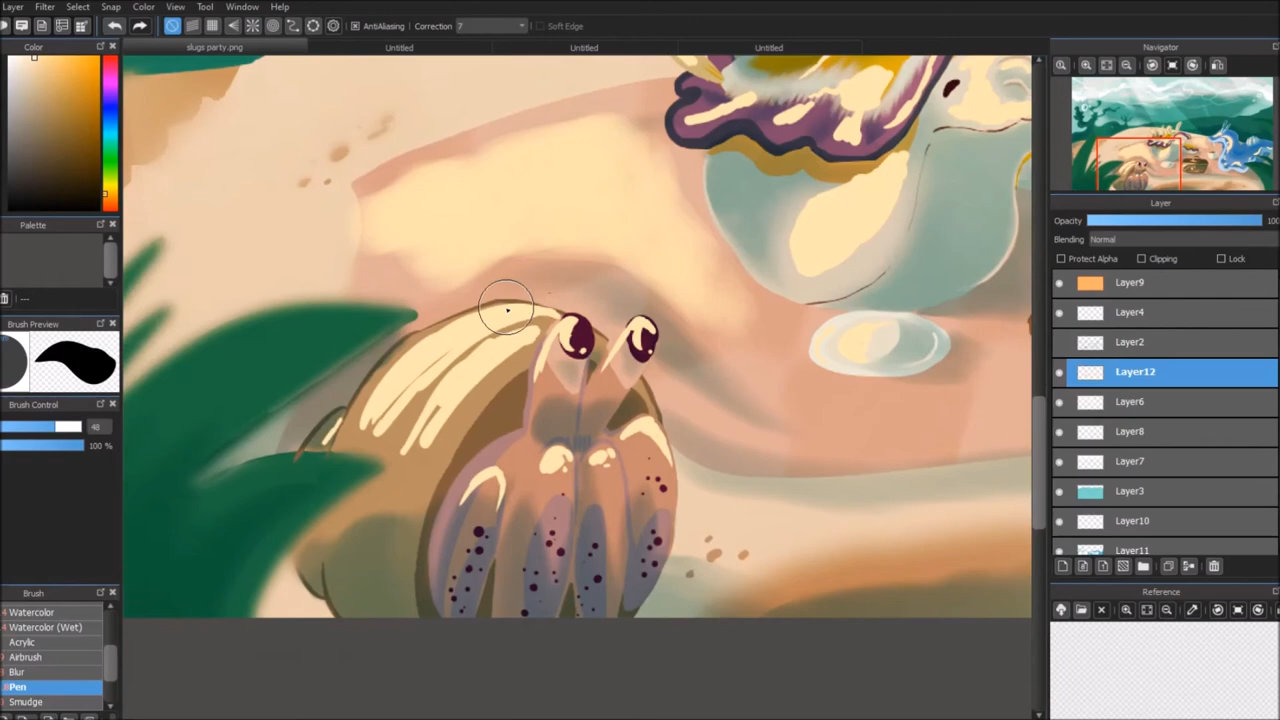 Layer Filter Select Snap Color View Tool Window Help
AntiAliasing Correction 7 Soft Edge
Color
slugs party.png Untitled Untitled Untitled
Navigator
Palette
---
Brush Preview
Brush Control
48
100 %
Brush
Watercolor
Watercolor (Wet)
Acrylic
Airbrush
Blur
Pen
Smudge
Layer
Opacity 100
Blending Normal
Protect Alpha Clipping Lock
Layer9
Layer4
Layer2
Layer12
Layer6
Layer8
Layer7
Layer3
Layer10
Layer11
Reference